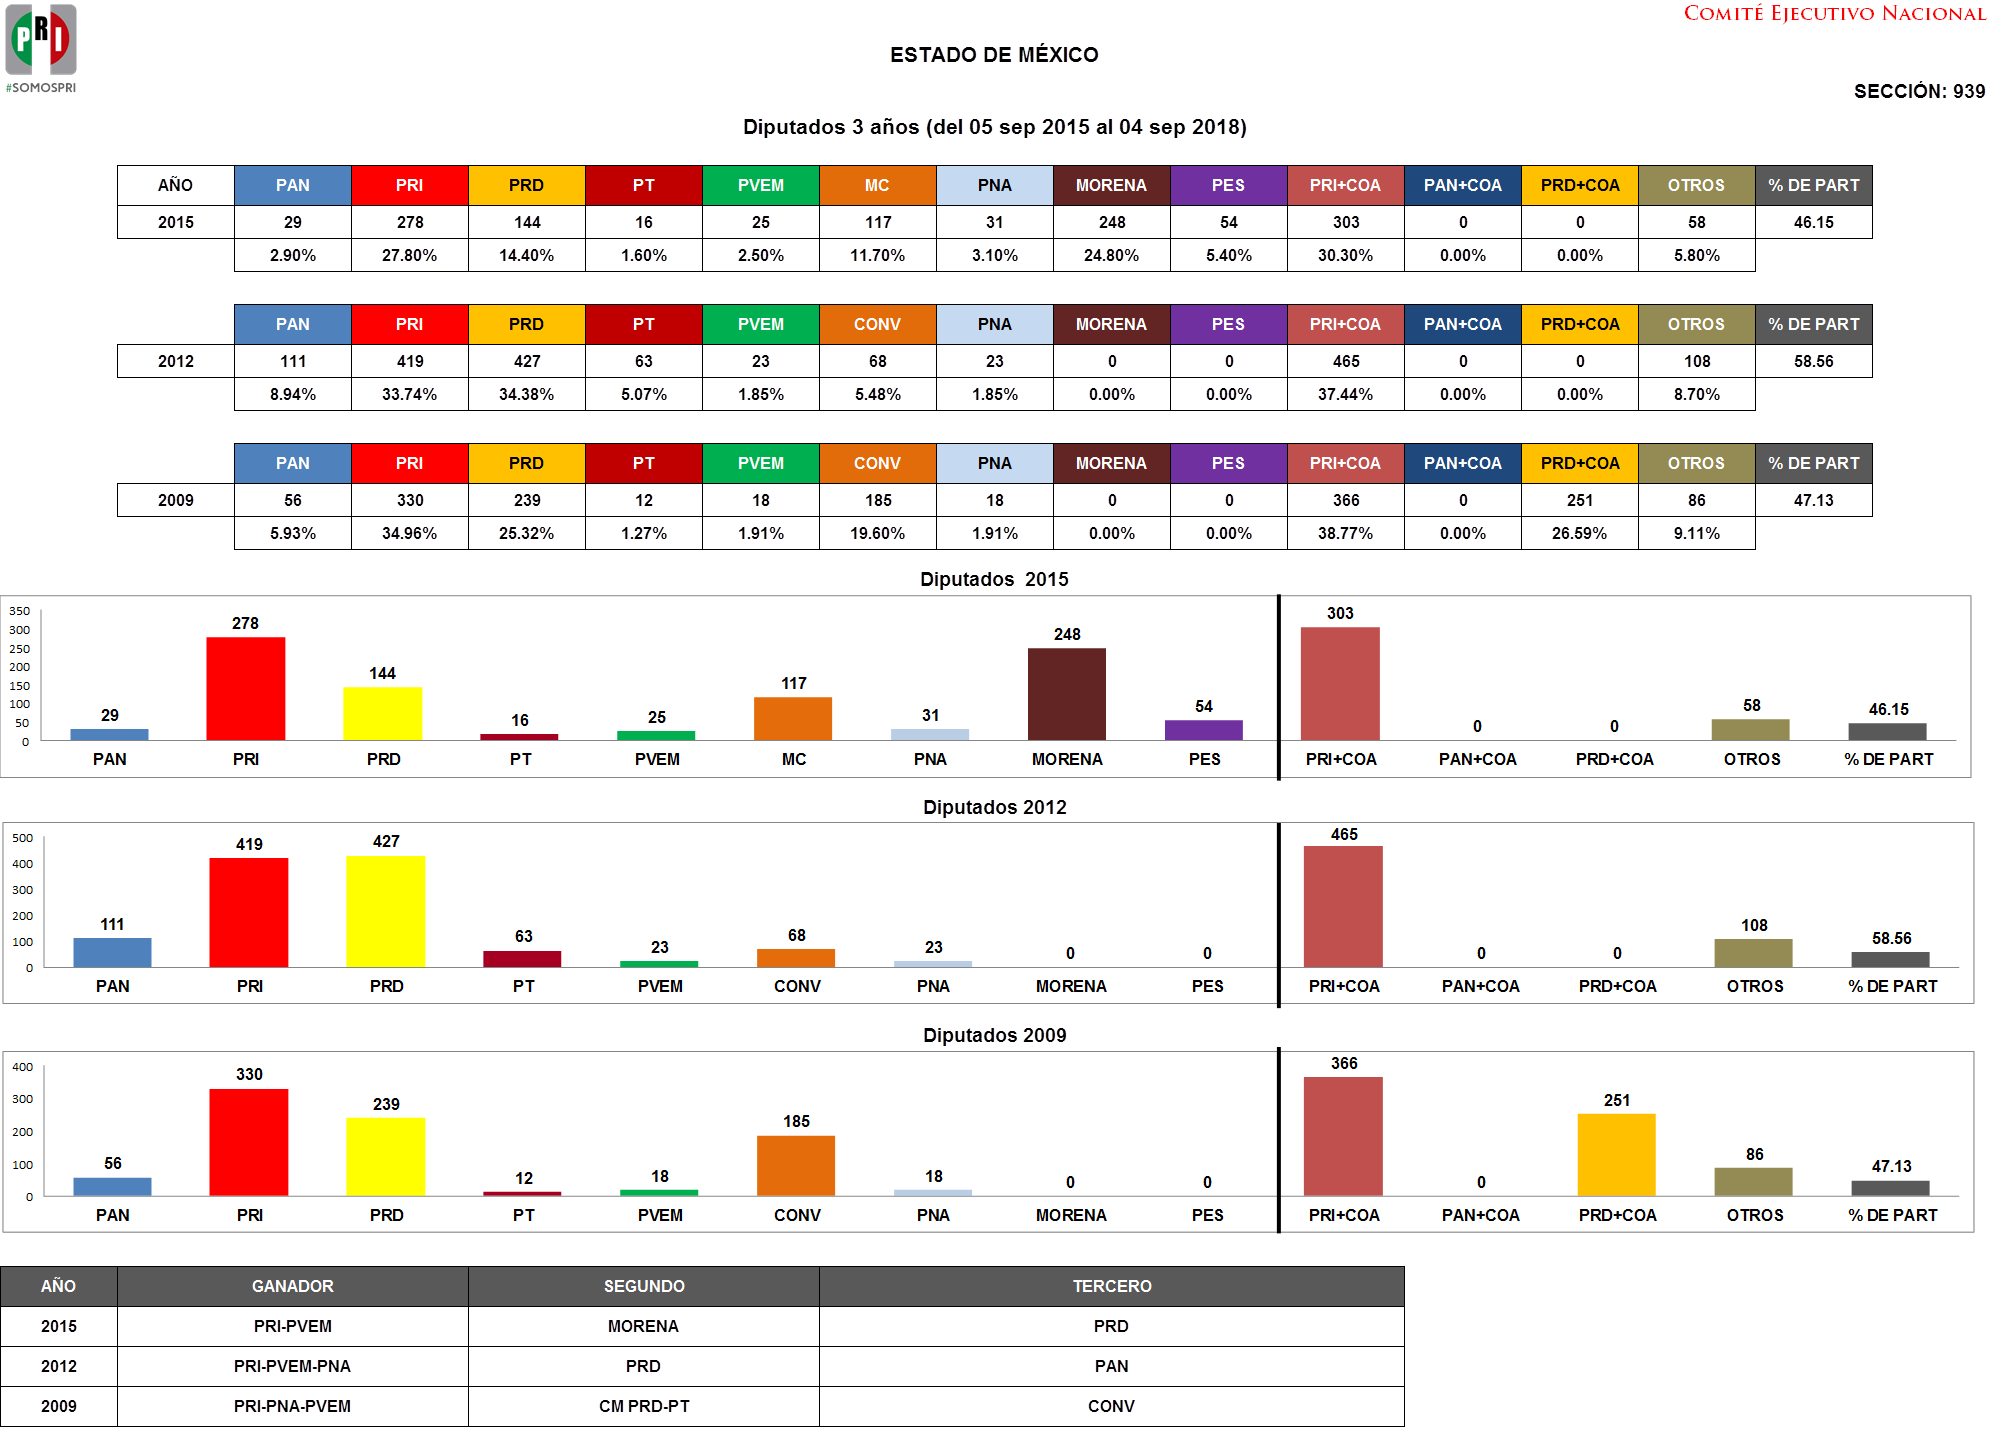 PRI
#SOMOSPRI
COMITÉ EJECUTIVO NACIONAL
ESTADO DE MÉXICO
SECCIÓN: 939
Diputados 3 años (del 05 sep 2015 al 04 sep 2018)
AÑO PAN PRI PRD PT PVEM MC PNA MORENA PES PRI+COA PAN+COA PRD+COA OTROS % DE PART
2015 29 278 144 16 25 117 31 248 54 303 0 0 58 46.15
2.90% 27.80% 14.40% 1.60% 2.50% 11.70% 3.10% 24.80% 5.40% 30.30% 0.00% 0.00% 5.80%
PAN PRI PRD PT PVEM CONV PNA MORENA PES PRI+COA PAN+COA PRD+COA OTROS % DE PART
2012 111 419 427 63 23 68 23 0 0 465 0 0 108 58.56
8.94% 33.74% 34.38% 5.07% 1.85% 5.48% 1.85% 0.00% 0.00% 37.44% 0.00% 0.00% 8.70%
PAN PRI PRD PT PVEM CONV PNA MORENA PES PRI+COA PAN+COA PRD+COA OTROS % DE PART
2009 56 330 239 12 18 185 18 0 0 366 0 251 86 47.13
5.93% 34.96% 25.32% 1.27% 1.91% 19.60% 1.91% 0.00% 0.00% 38.77% 0.00% 26.59% 9.11%
Diputados 2015
350
300
250
200
150
100
50
0
29 278 144 16 25 117 31 248 54 303 0 0 58 46.15
PAN PRI PRD PT PVEM MC PNA MORENA PES PRI+COA PAN+COA PRD+COA OTROS % DE PART
Diputados 2012
500
400
300
200
100
0
111 419 427 63 23 68 23 0 0 465 0 0 108 58.56
PAN PRI PRD PT PVEM CONV PNA MORENA PES PRI+COA PAN+COA PRD+COA OTROS % DE PART
Diputados 2009
400
300
200
100
0
56 330 239 12 18 185 18 0 0 366 0 251 86 47.13
PAN PRI PRD PT PVEM CONV PNA MORENA PES PRI+COA PAN+COA PRD+COA OTROS % DE PART
AÑO GANADOR SEGUNDO TERCERO
2015 PRI-PVEM MORENA PRD
2012 PRI-PVEM-PNA PRD PAN
2009 PRI-PNA-PVEM CM PRD-PT CONV